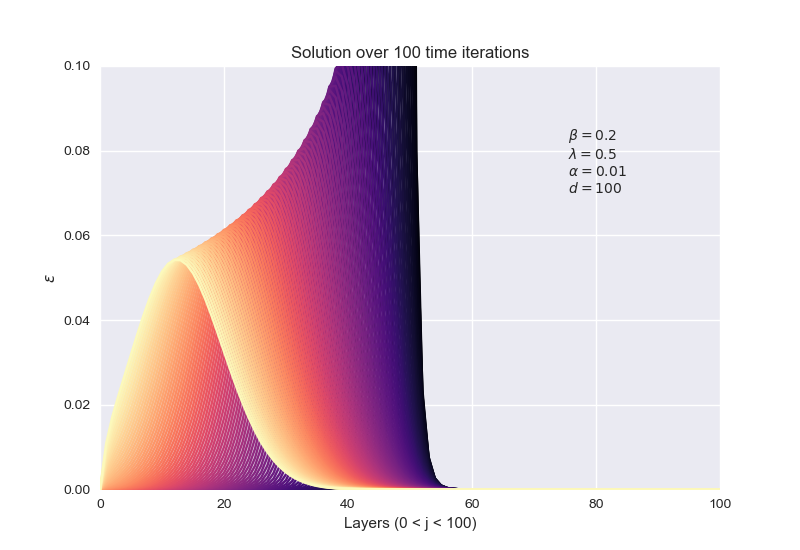 Solution over 100 time iterations
0.10
0.08
0.06
0.04
0.02
0.00
ε
β = 0.2
λ = 0.5
α = 0.01
d = 100
0 20 40 60 80 100
Layers (0 < j < 100)